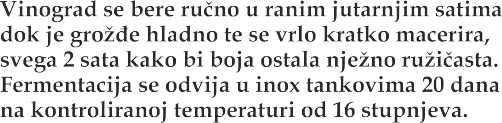 Vinograd se bere ručno u ranim jutarnjim satima
dok je grožđe hladno te se vrlo kratko macerira,
svega 2 sata kako bi boja ostala nježno ružičasta.
Fermentacija se odvija u inox tankovima 20 dana
na kontroliranoj temperaturi od 16 stupnjeva.